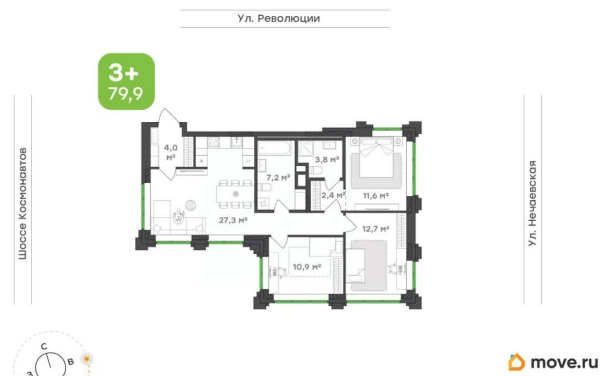 Ул. Революции
3+
79,9
Шоссе Космонавтов
4,0
м²
7,2 м²
3,8 м²
2,4 м²
11,6 м²
27,3 м²
12,7 м²
10,9 м²
Ул. Нечаевская
С
В
З
move.ru